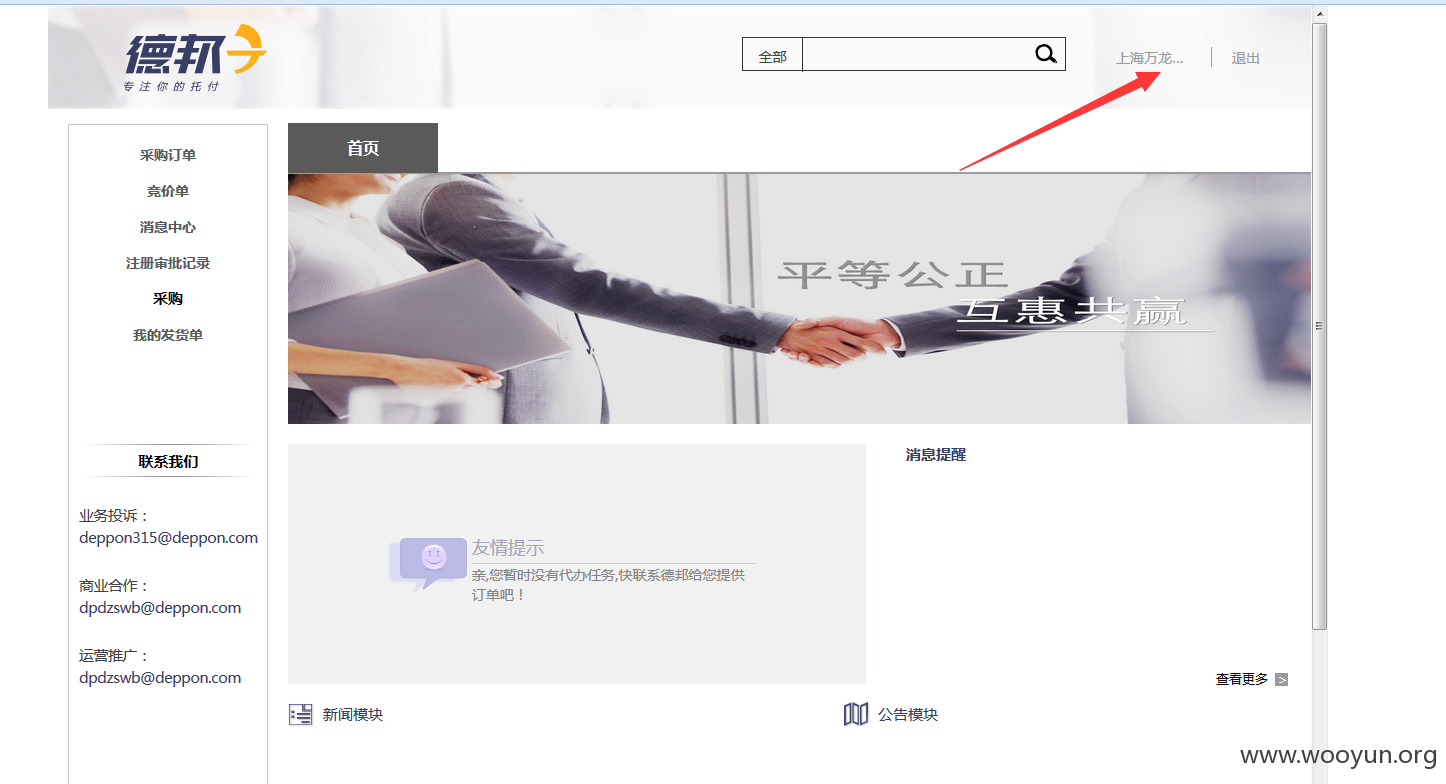 德邦
专注你的托付
全部
上海万龙...
退出
采购订单
竞价单
消息中心
注册审批记录
采购
我的发货单
联系我们
业务投诉：
deppon315@deppon.com
商业合作：
dpdzswb@deppon.com
运营推广：
dpdzswb@deppon.com
首页
平等公正
互惠共赢
友情提示
亲,您暂时没有代办任务,快联系德邦给您提供
订单吧！
消息提醒
查看更多 >
新闻模块
公告模块
www.wooyun.org